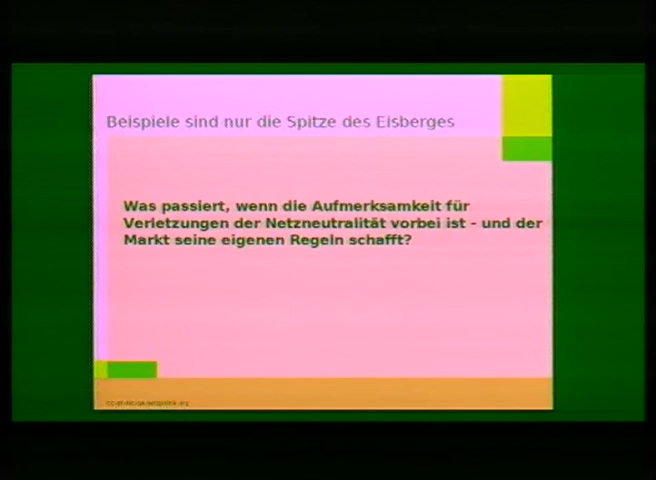 Beispiele sind nur die Spitze des Eisberges
Was passiert, wenn die Aufmerksamkeit für
Verletzungen der Netzneutralität vorbei ist - und der
Markt seine eigenen Regeln schafft?